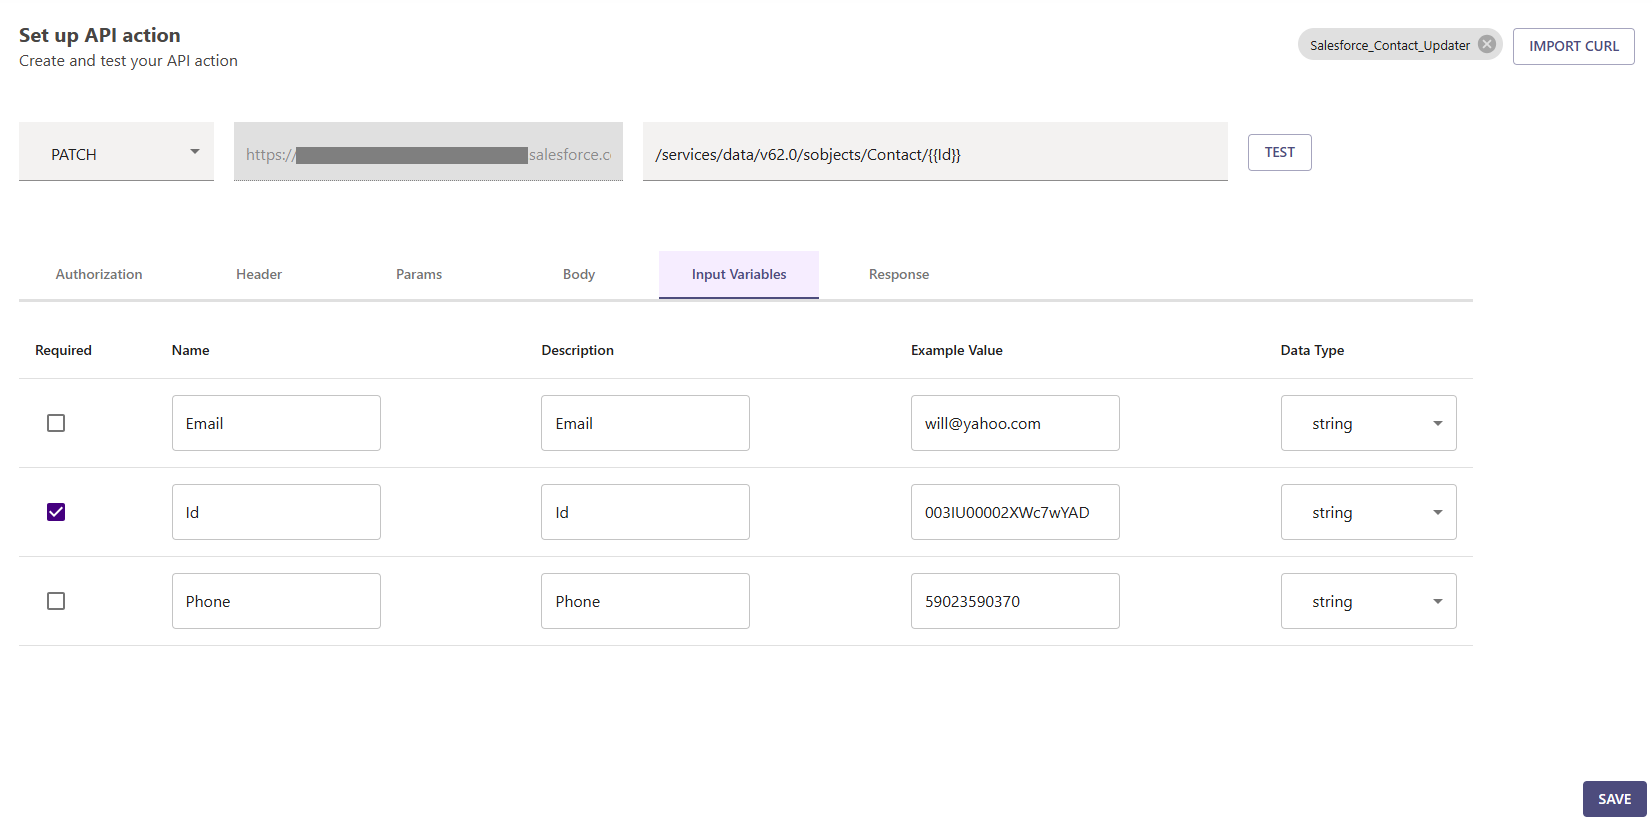 Set up API action
Create and test your API action
Salesforce_Contact_Updater
IMPORT CURL
PATCH
https://
salesforce.c
/services/data/v62.0/sobjects/Contact/{{Id}}
TEST
Authorization Header Params Body Input Variables Response
Required Name Description Example Value Data Type
Email Email will@yahoo.com string
Id Id 003IU00002XWc7wYAD string
Phone Phone 59023590370 string
SAVE